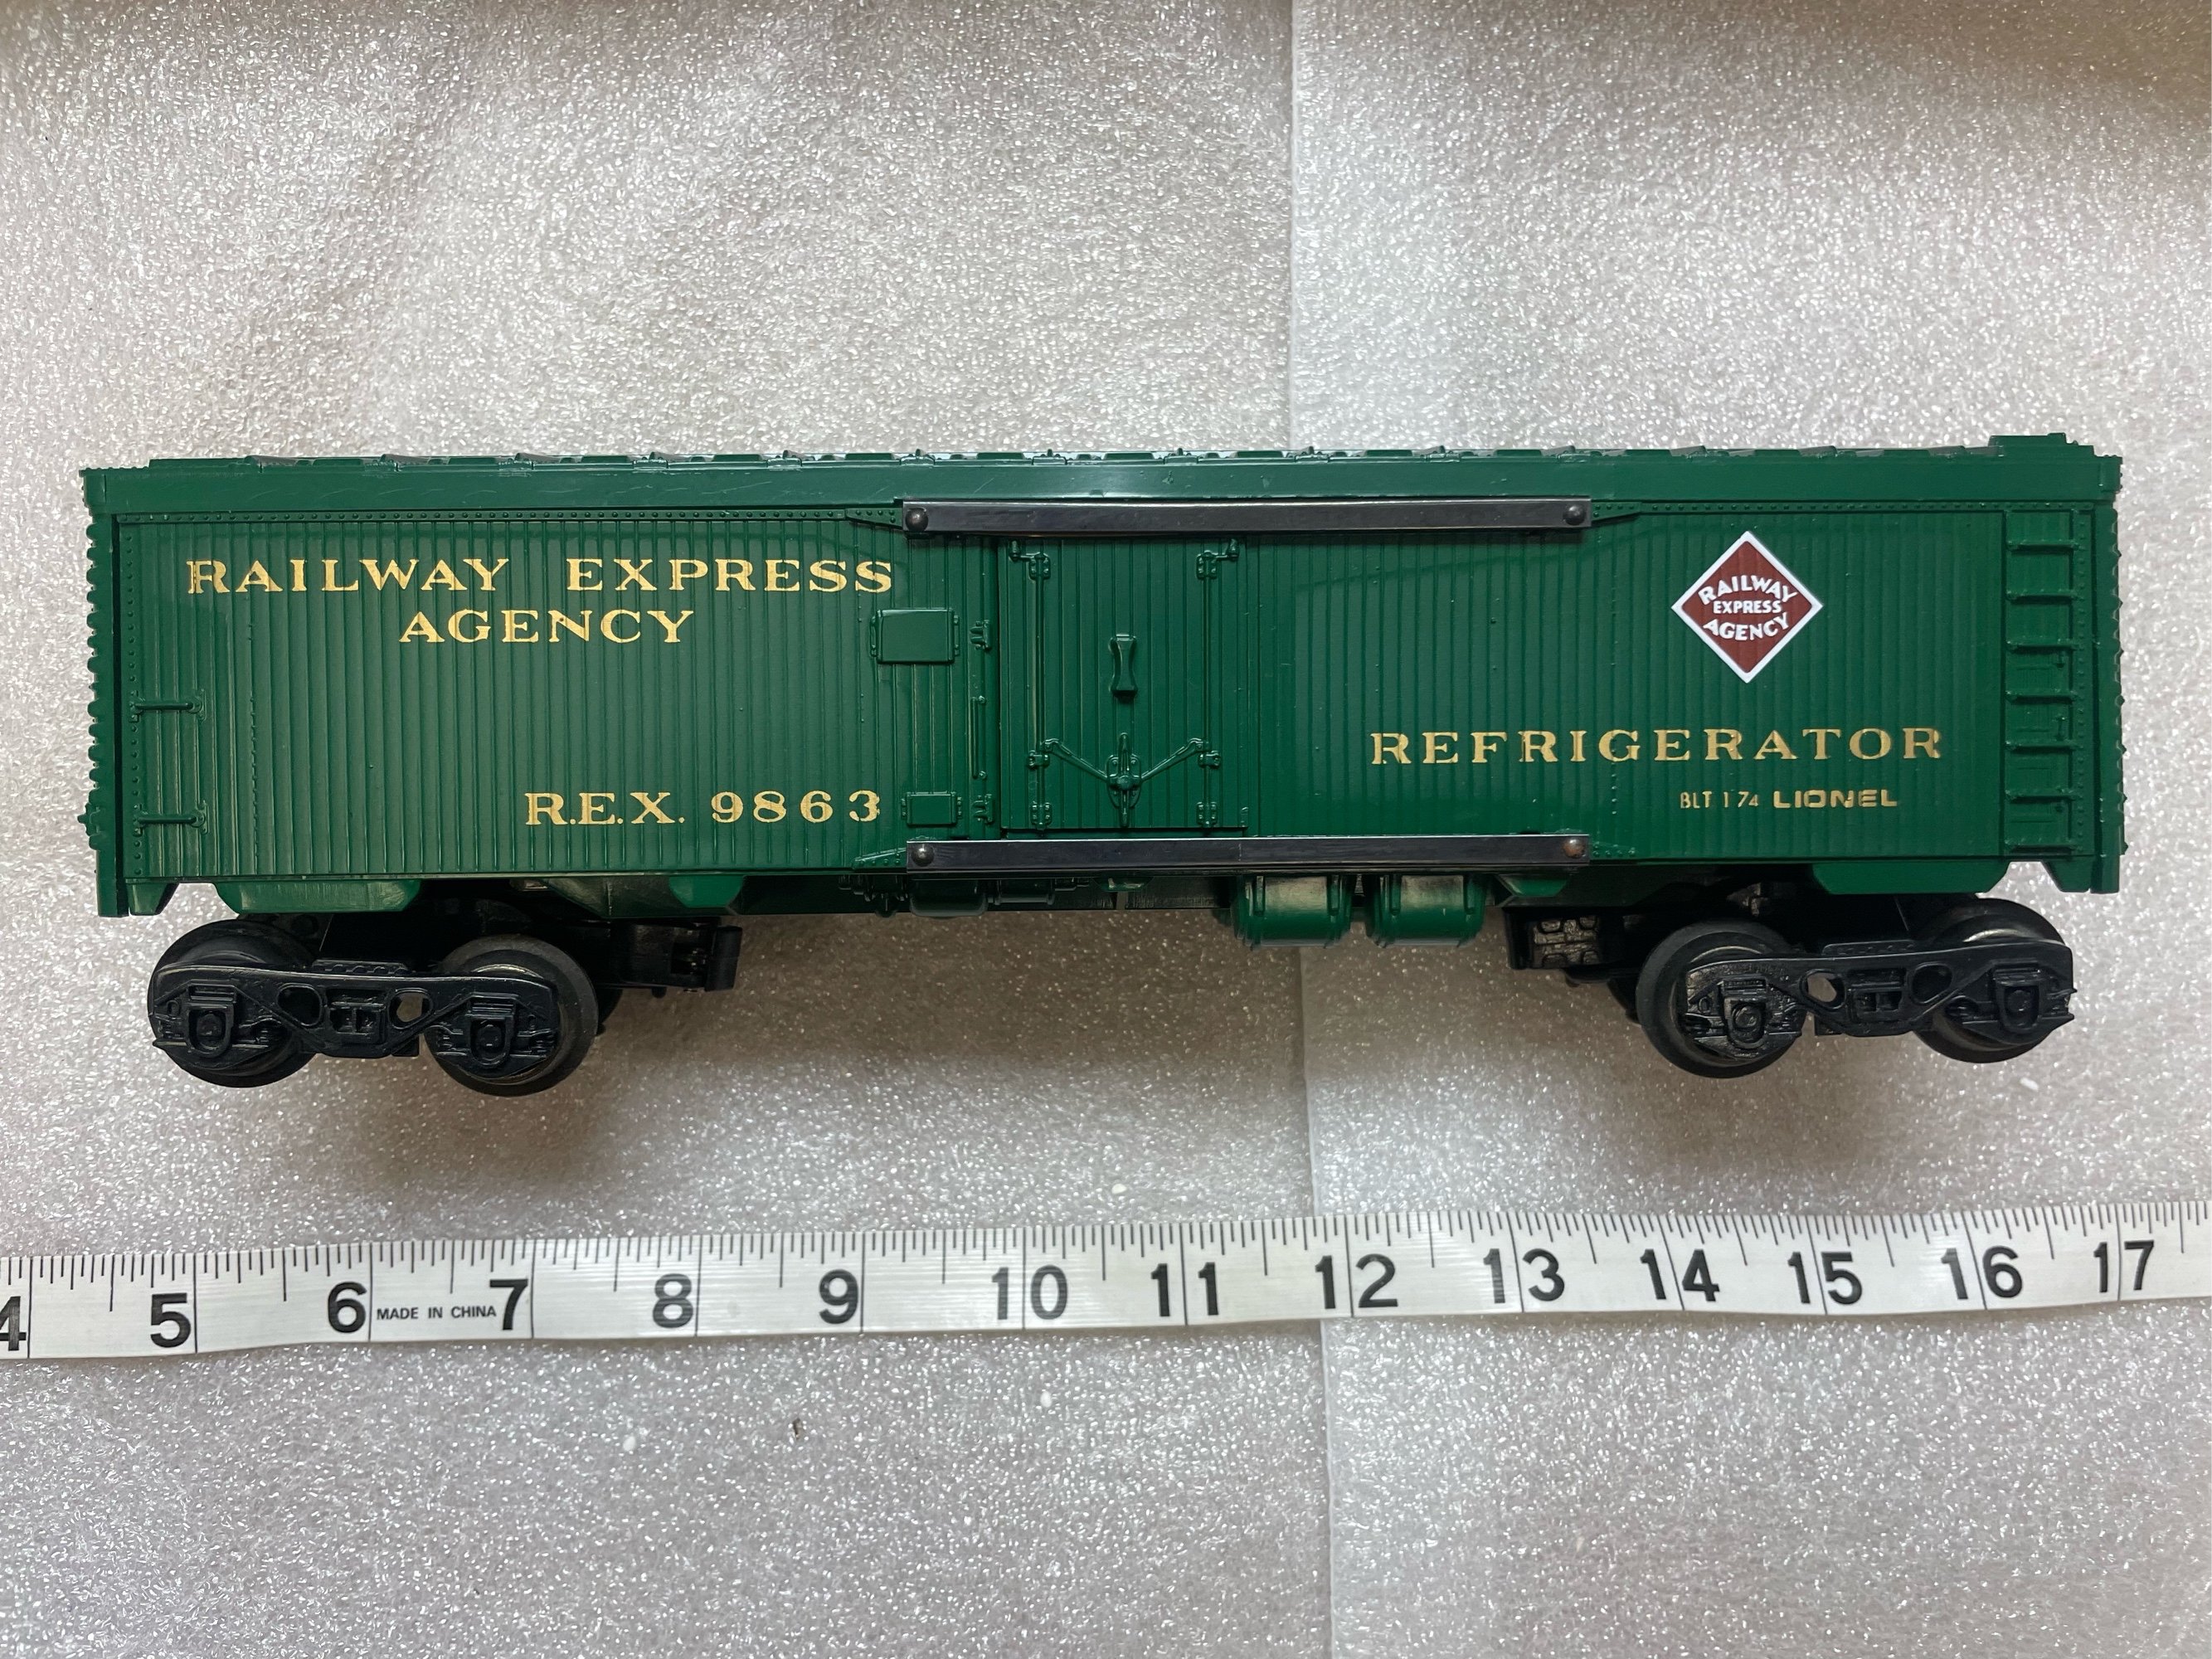 RAILWAY EXPRESS
AGENCY
R.E.X. 9863
RAILWAY
EXPRESS
AGENCY
REFRIGERATOR
BLT 1 74 LIONEL
4 5 6 MADE IN CHINA 7 8 9 10 11 12 13 14 15 16 17